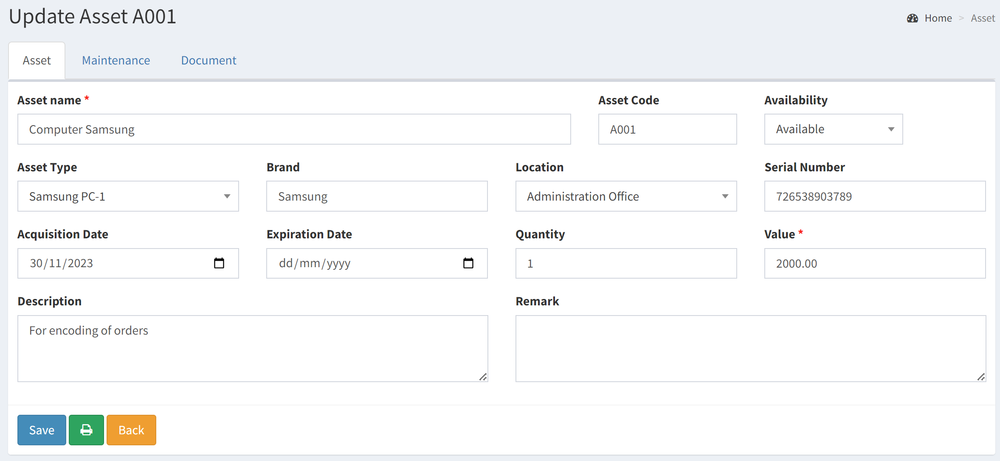 Update Asset A001
Home > Asset
Asset Maintenance Document
Asset name * Asset Code Availability
Computer Samsung A001 Available
Asset Type Brand Location Serial Number
Samsung PC-1 Samsung Administration Office 726538903789
Acquisition Date Expiration Date Quantity Value *
30/11/2023 dd/mm/yyyy 1 2000.00
Description Remark
For encoding of orders
Save Back